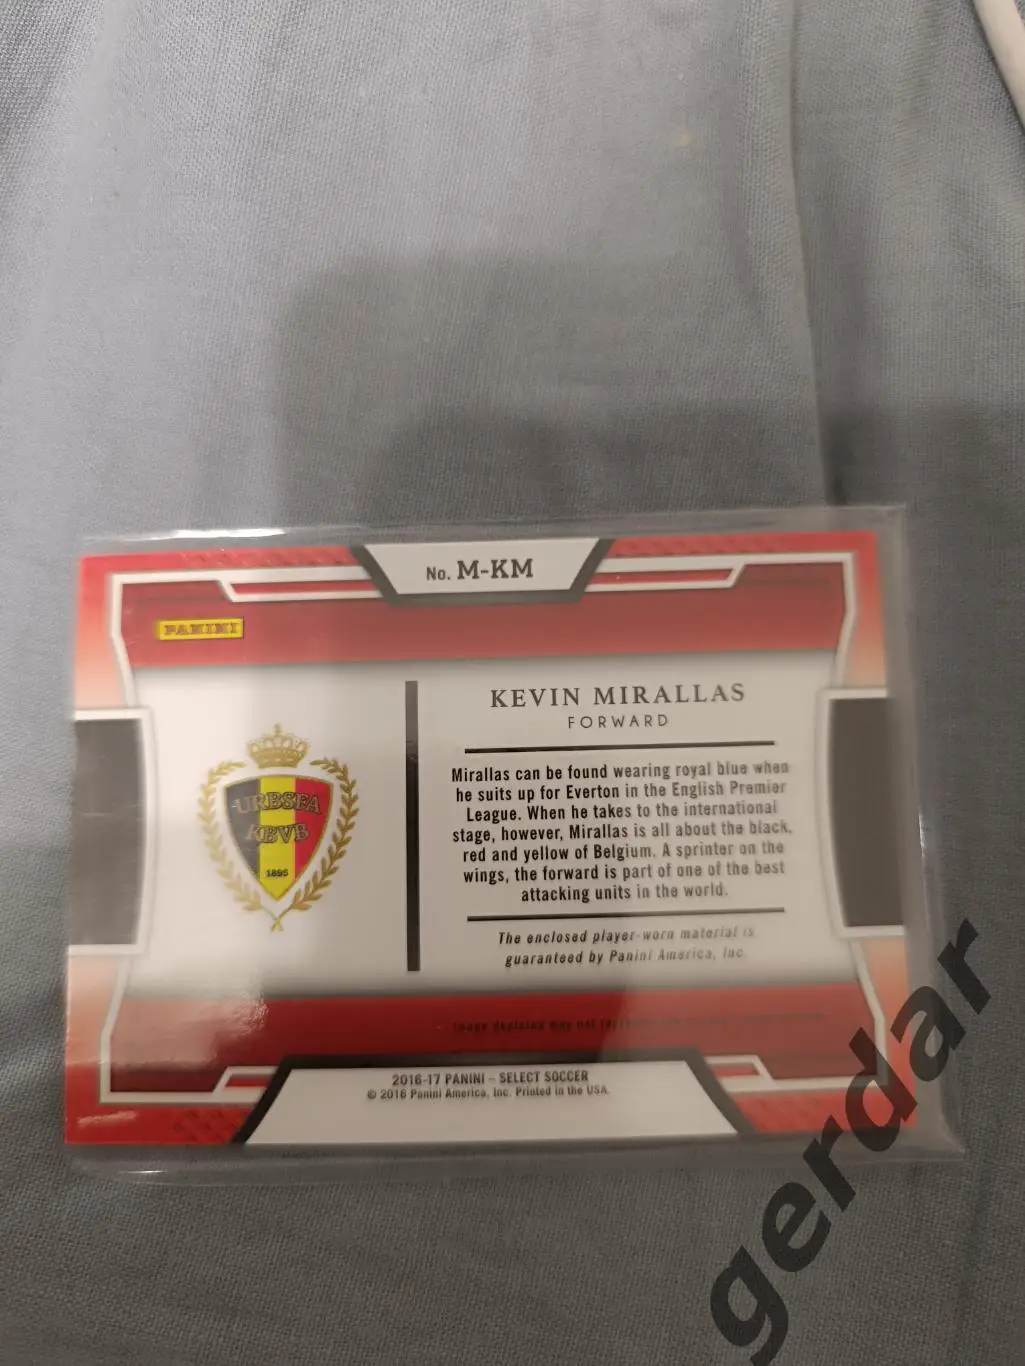 No. M-KM
PANINI
KEVIN MIRALLAS
FORWARD
Mirallas can be found wearing royal blue when
he suits up for Everton in the English Premier
League. When he takes to the international
stage, however, Mirallas is all about the black,
red and yellow of Belgium. A sprinter on the
wings, the forward is part of one of the best
attacking units in the world.
URBSFA
KBVB
1895
The enclosed player-worn material is
guaranteed by Panini America, Inc.
Image depicted may not
2016-17 PANINI – SELECT SOCCER
© 2016 Panini America, Inc. Printed in the USA.
gerdar